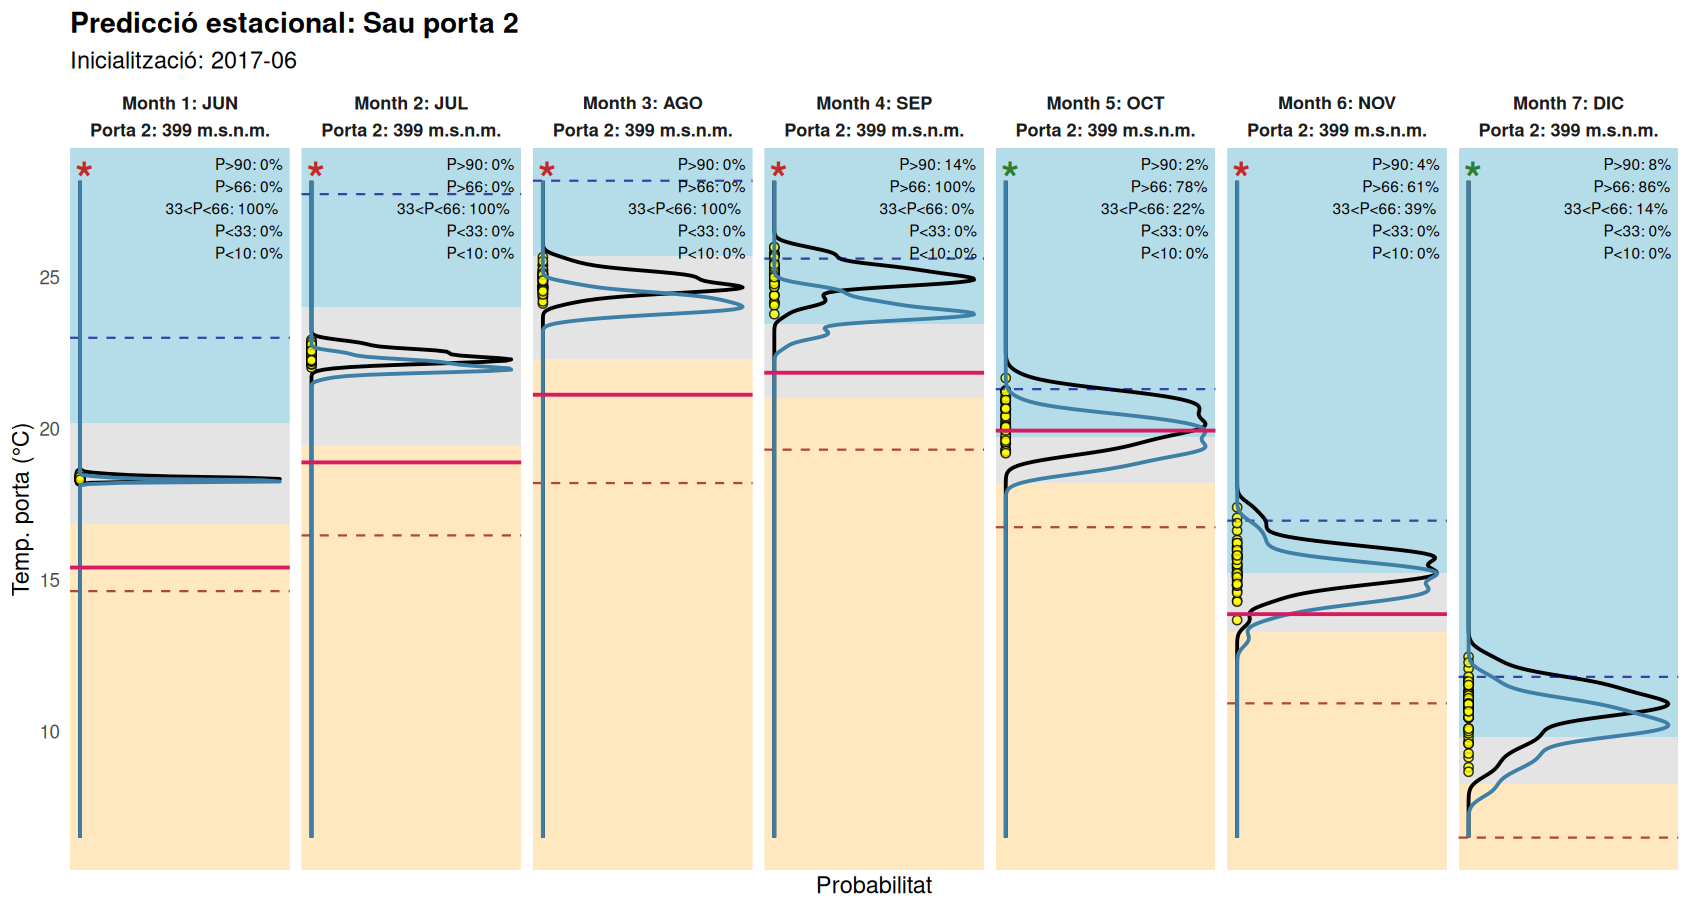 Predicció estacional: Sau porta 2
Inicialització: 2017-06
Month 1: JUN
Porta 2: 399 m.s.n.m.
Month 2: JUL
Porta 2: 399 m.s.n.m.
Month 3: AGO
Porta 2: 399 m.s.n.m.
Month 4: SEP
Porta 2: 399 m.s.n.m.
Month 5: OCT
Porta 2: 399 m.s.n.m.
Month 6: NOV
Porta 2: 399 m.s.n.m.
Month 7: DIC
Porta 2: 399 m.s.n.m.
*
P>90: 0%
P>66: 0%
33<P<66: 100%
P<33: 0%
P<10: 0%
*
P>90: 0%
P>66: 0%
33<P<66: 100%
P<33: 0%
P<10: 0%
*
P>90: 0%
P>66: 0%
33<P<66: 100%
P<33: 0%
P<10: 0%
*
P>90: 14%
P>66: 100%
33<P<66: 0%
P<33: 0%
P<10: 0%
*
P>90: 2%
P>66: 78%
33<P<66: 22%
P<33: 0%
P<10: 0%
*
P>90: 4%
P>66: 61%
33<P<66: 39%
P<33: 0%
P<10: 0%
*
P>90: 8%
P>66: 86%
33<P<66: 14%
P<33: 0%
P<10: 0%
Temp. porta (°C)
25
20
15
10
Probabilitat